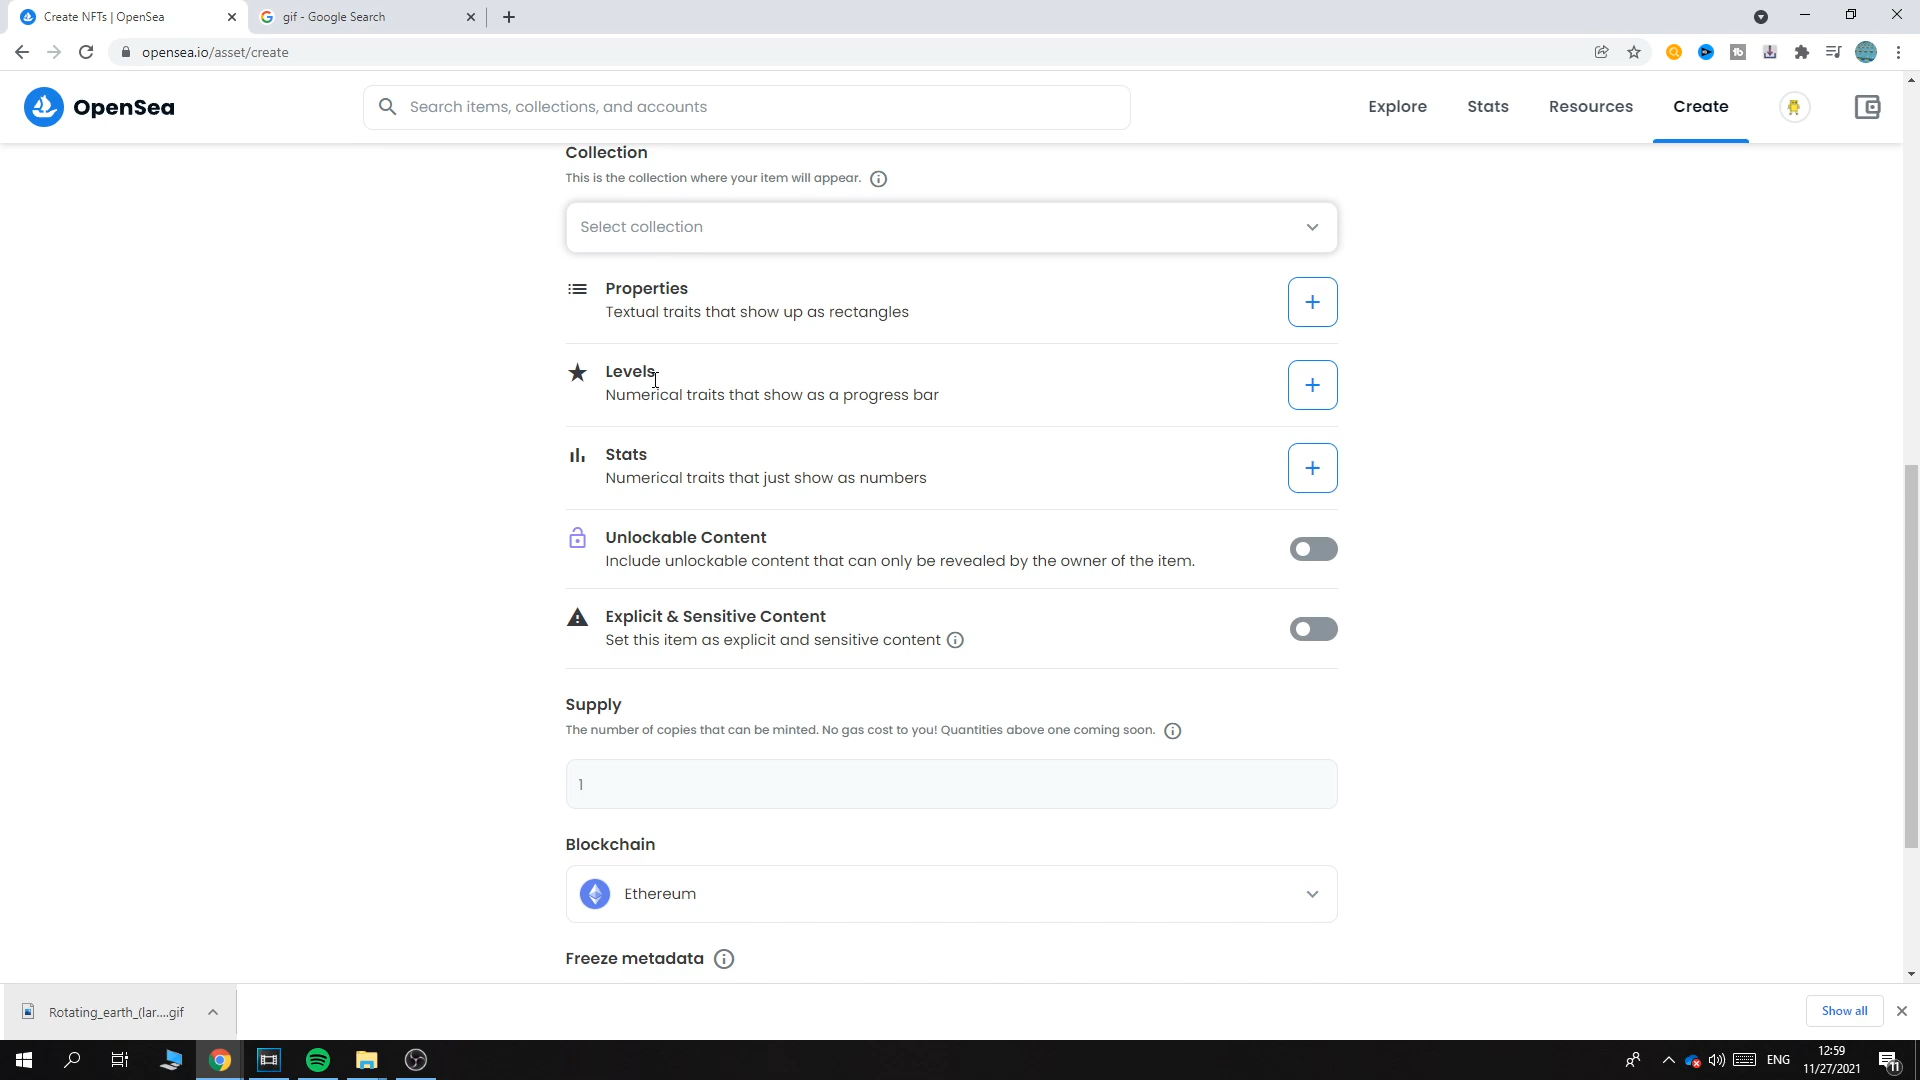 Create NFTs | OpenSea
gif - Google Search
opensea.io/asset/create
OpenSea
Search items, collections, and accounts
Explore
Stats
Resources
Create
Collection
This is the collection where your item will appear.
Select collection
Properties
Textual traits that show up as rectangles
Levels
Numerical traits that show as a progress bar
Stats
Numerical traits that just show as numbers
Unlockable Content
Include unlockable content that can only be revealed by the owner of the item.
Explicit & Sensitive Content
Set this item as explicit and sensitive content
Supply
The number of copies that can be minted. No gas cost to you! Quantities above one coming soon.
1
Blockchain
Ethereum
Freeze metadata
Rotating_earth_(lar....gif
Show all
ENG
12:59
11/27/2021
11